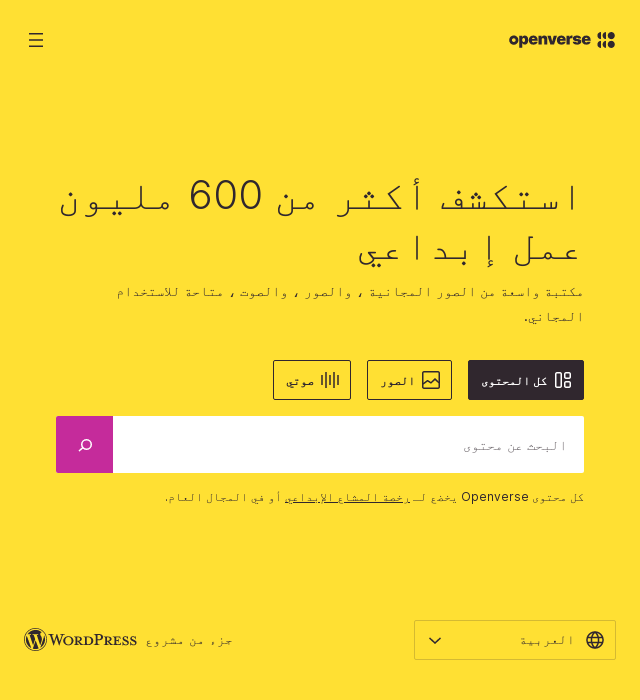 openverse
استكشف أكثر من 600 مليون
عمل إبداعي
مكتبة واسعة من الصور المجانية ، والصور ، والصوت ، متاحة للاستخدام
المجاني.
كل المحتوى
الصور
صوتي
البحث عن محتوى
كل محتوى Openverse يخضع لـ رخصة المشاع الإبداعي أو في المجال العام.
العربية
جزء من مشروع WORDPRESS